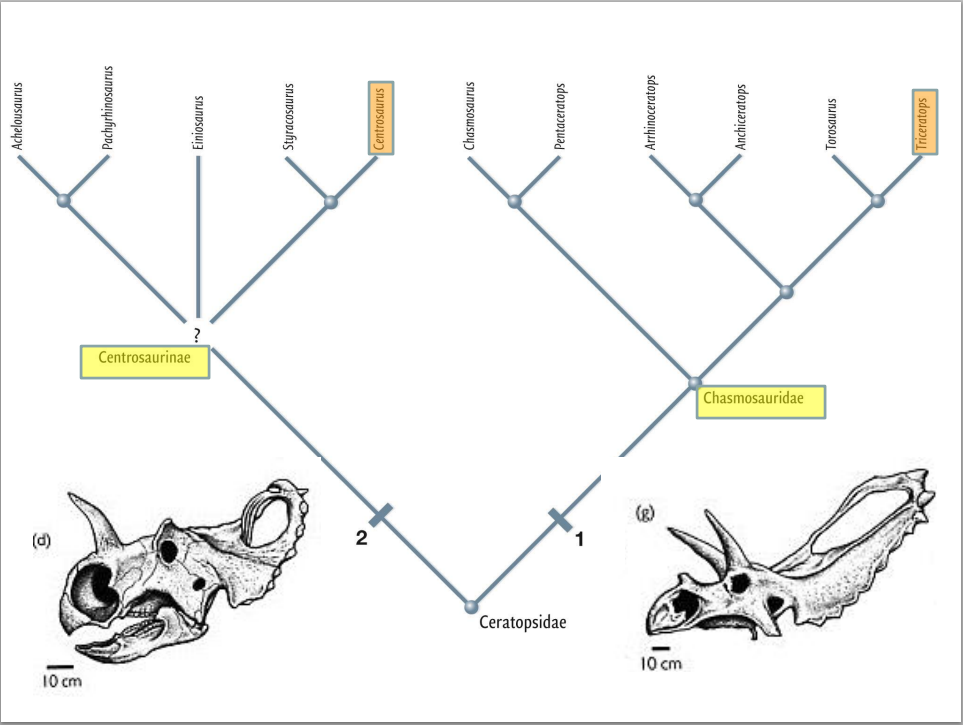 Achelousaurus
Pachyrhinosaurus
Einiosaurus
Styracosaurus
Centrosaurus
Chasmosaurus
Pentaceratops
Arrhinoceratops
Anchiceratops
Torosaurus
Triceratops
?
Centrosaurinae
Chasmosauridae
(d)
2
1
(g)
Ceratopsidae
10 cm
10 cm